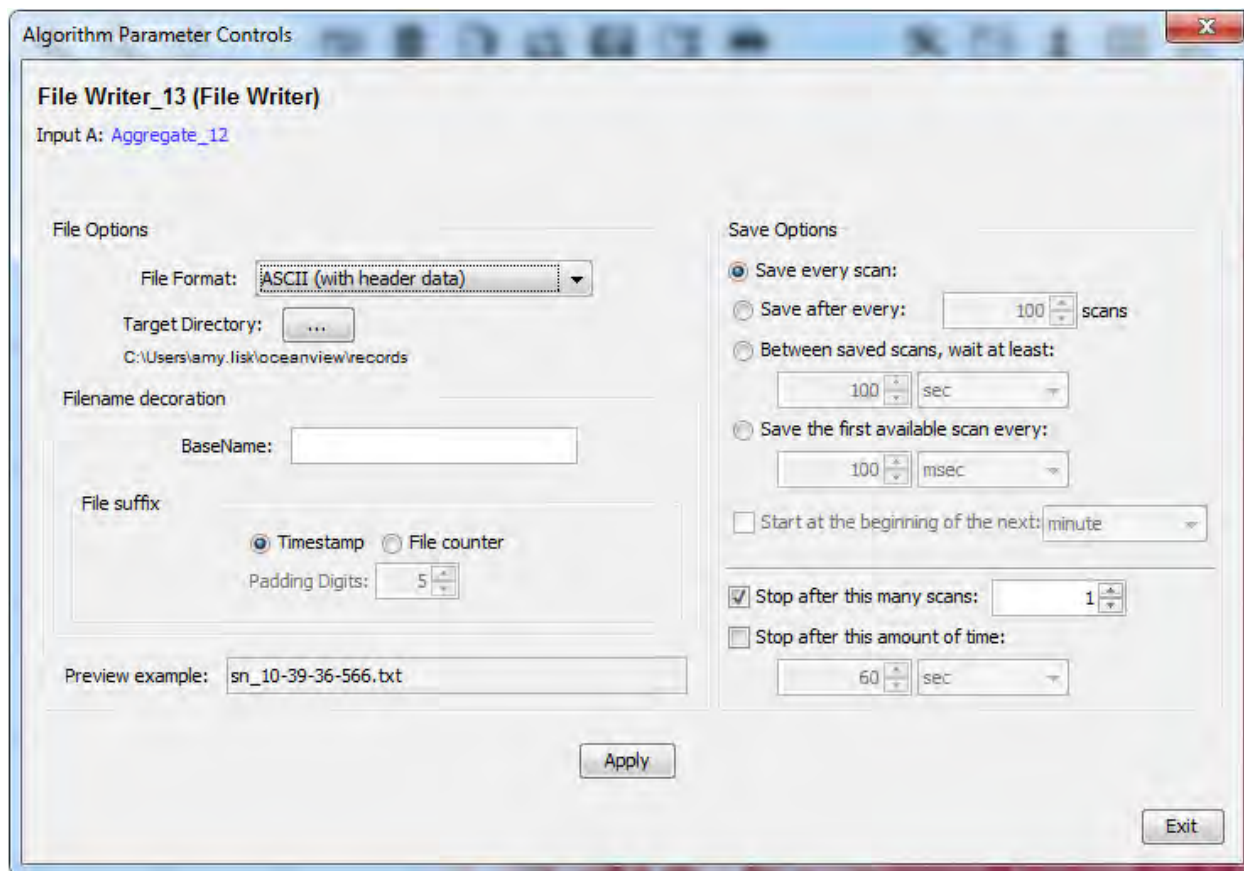 Algorithm Parameter Controls
File Writer_13 (File Writer)
Input A: Aggregate_12
File Options
File Format: ASCII (with header data)
Target Directory: ...
C:\Users\amy.lisk\oceanview\records
Filename decoration
BaseName:
File suffix
Timestamp File counter
Padding Digits: 5
Preview example: sn_10-39-36-566.txt
Save Options
Save every scan:
Save after every: 100 scans
Between saved scans, wait at least:
100 sec
Save the first available scan every:
100 msec
Start at the beginning of the next: minute
Stop after this many scans: 1
Stop after this amount of time:
60 sec
Apply
Exit